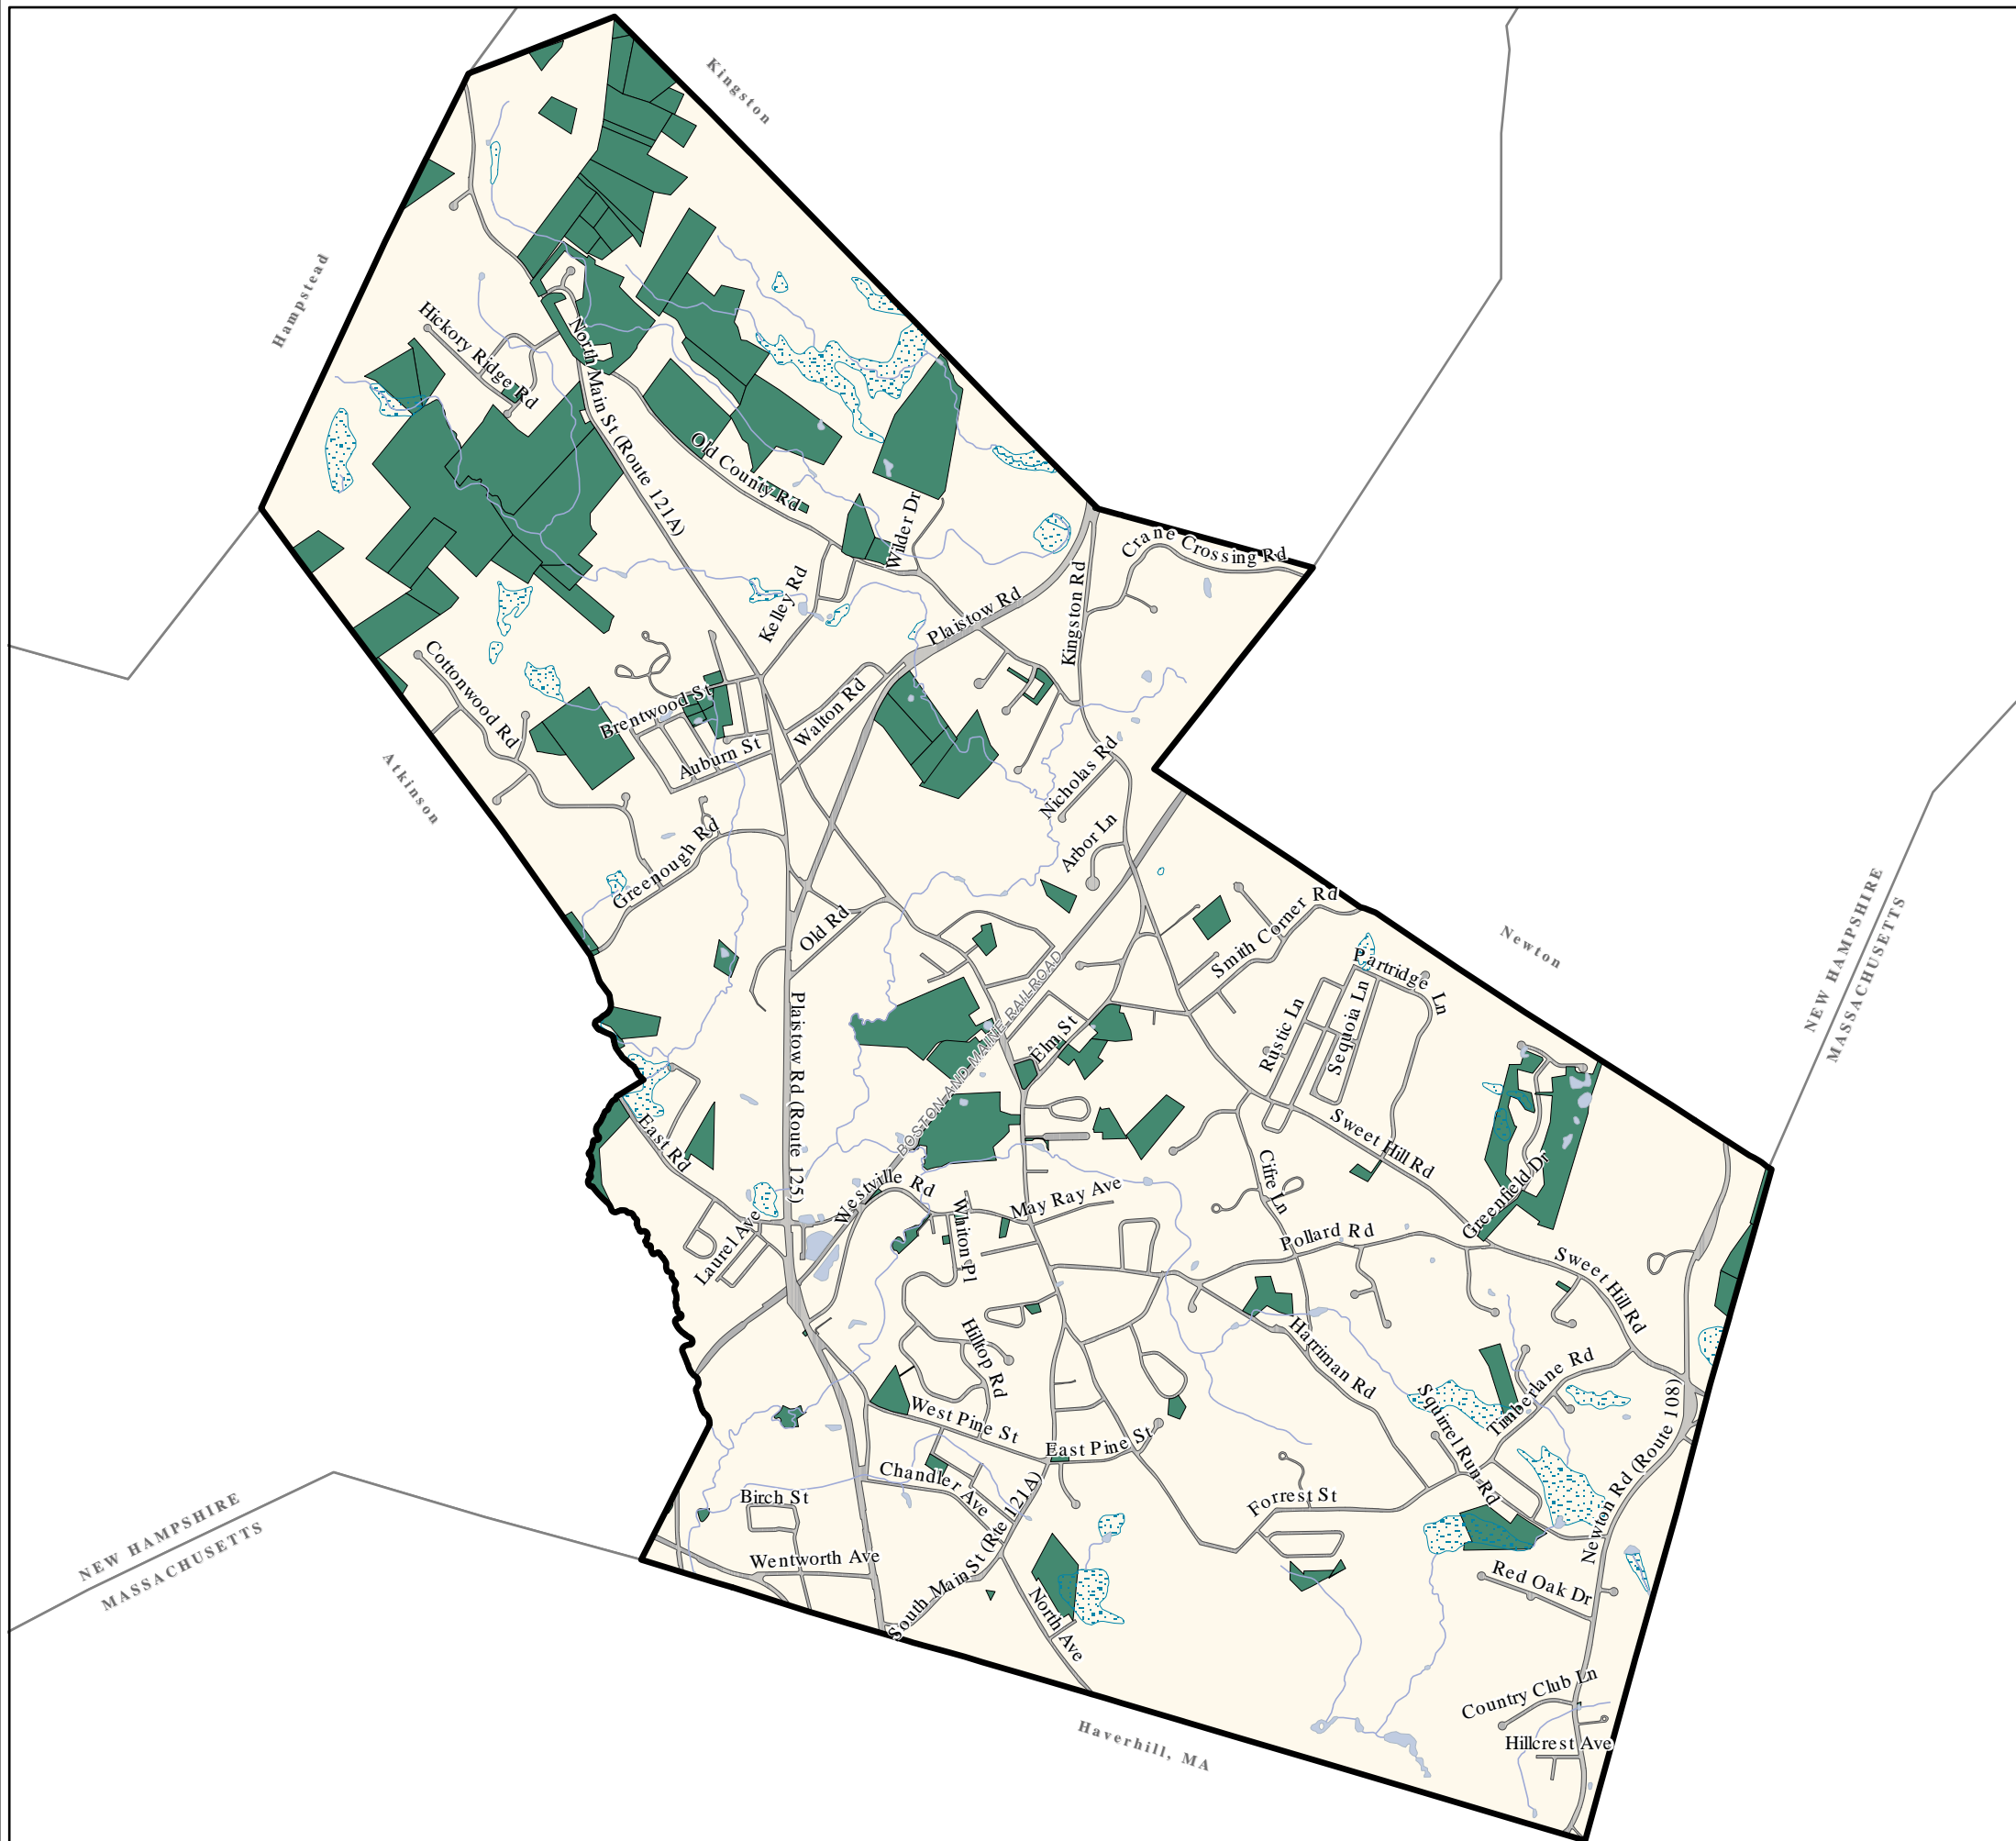 Kingston
Hampstead
Hickory Ridge Rd
North Main St (Route 121A)
Old County Rd
Wilder Dr
Crane Crossing Rd
Kelley Rd
Plaistow Rd
Kingston Rd
Cottonwood Rd
Brentwood St
Walton Rd
Auburn St
Nicholas Rd
Atkinson
Arbor Ln
Greenough Rd
Old Rd
Smith Corner Rd
Newton
NEW HAMPSHIRE
MASSACHUSETTS
Partridge Ln
BOSTON AND MAINE RAILROAD
Plaistow Rd (Route 125)
Elm St
Rustic Ln
Sequoia Ln
East Rd
Sweet Hill Rd
Westville Rd
May Ray Ave
Cifre Ln
Greenfield Dr
Laurel Ave
Whiton Pl
Pollard Rd
Sweet Hill Rd
Hilltop Rd
Harriman Rd
Timberlane Rd
Squirrel Run Rd
West Pine St
East Pine St
Newton Rd (Route 108)
Chandler Ave
Birch St
Forrest St
NEW HAMPSHIRE
MASSACHUSETTS
Wentworth Ave
South Main St (Rte 121A)
North Ave
Red Oak Dr
Country Club Ln
Hillcrest Ave
Haverhill, MA